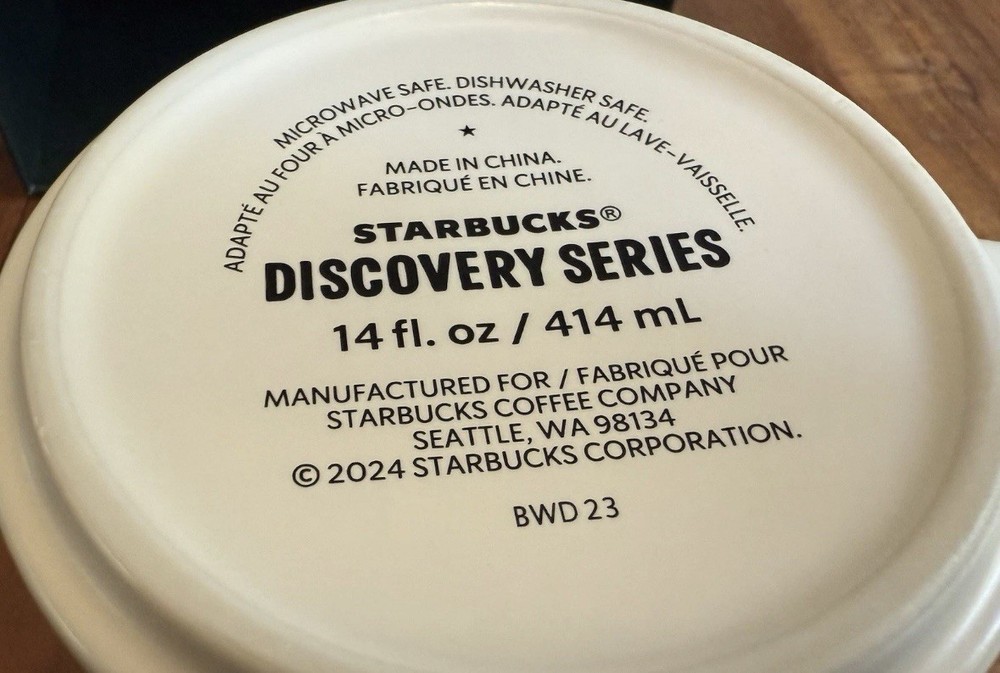 MICROWAVE SAFE. DISHWASHER SAFE.
ADAPTÉ AU FOUR À MICRO-ONDES. ADAPTÉ AU LAVE-VAISSELLE.
★
MADE IN CHINA.
FABRIQUÉ EN CHINE.
STARBUCKS®
DISCOVERY SERIES
14 fl. oz / 414 mL
MANUFACTURED FOR / FABRIQUÉ POUR
STARBUCKS COFFEE COMPANY
SEATTLE, WA 98134
© 2024 STARBUCKS CORPORATION.
BWD 23